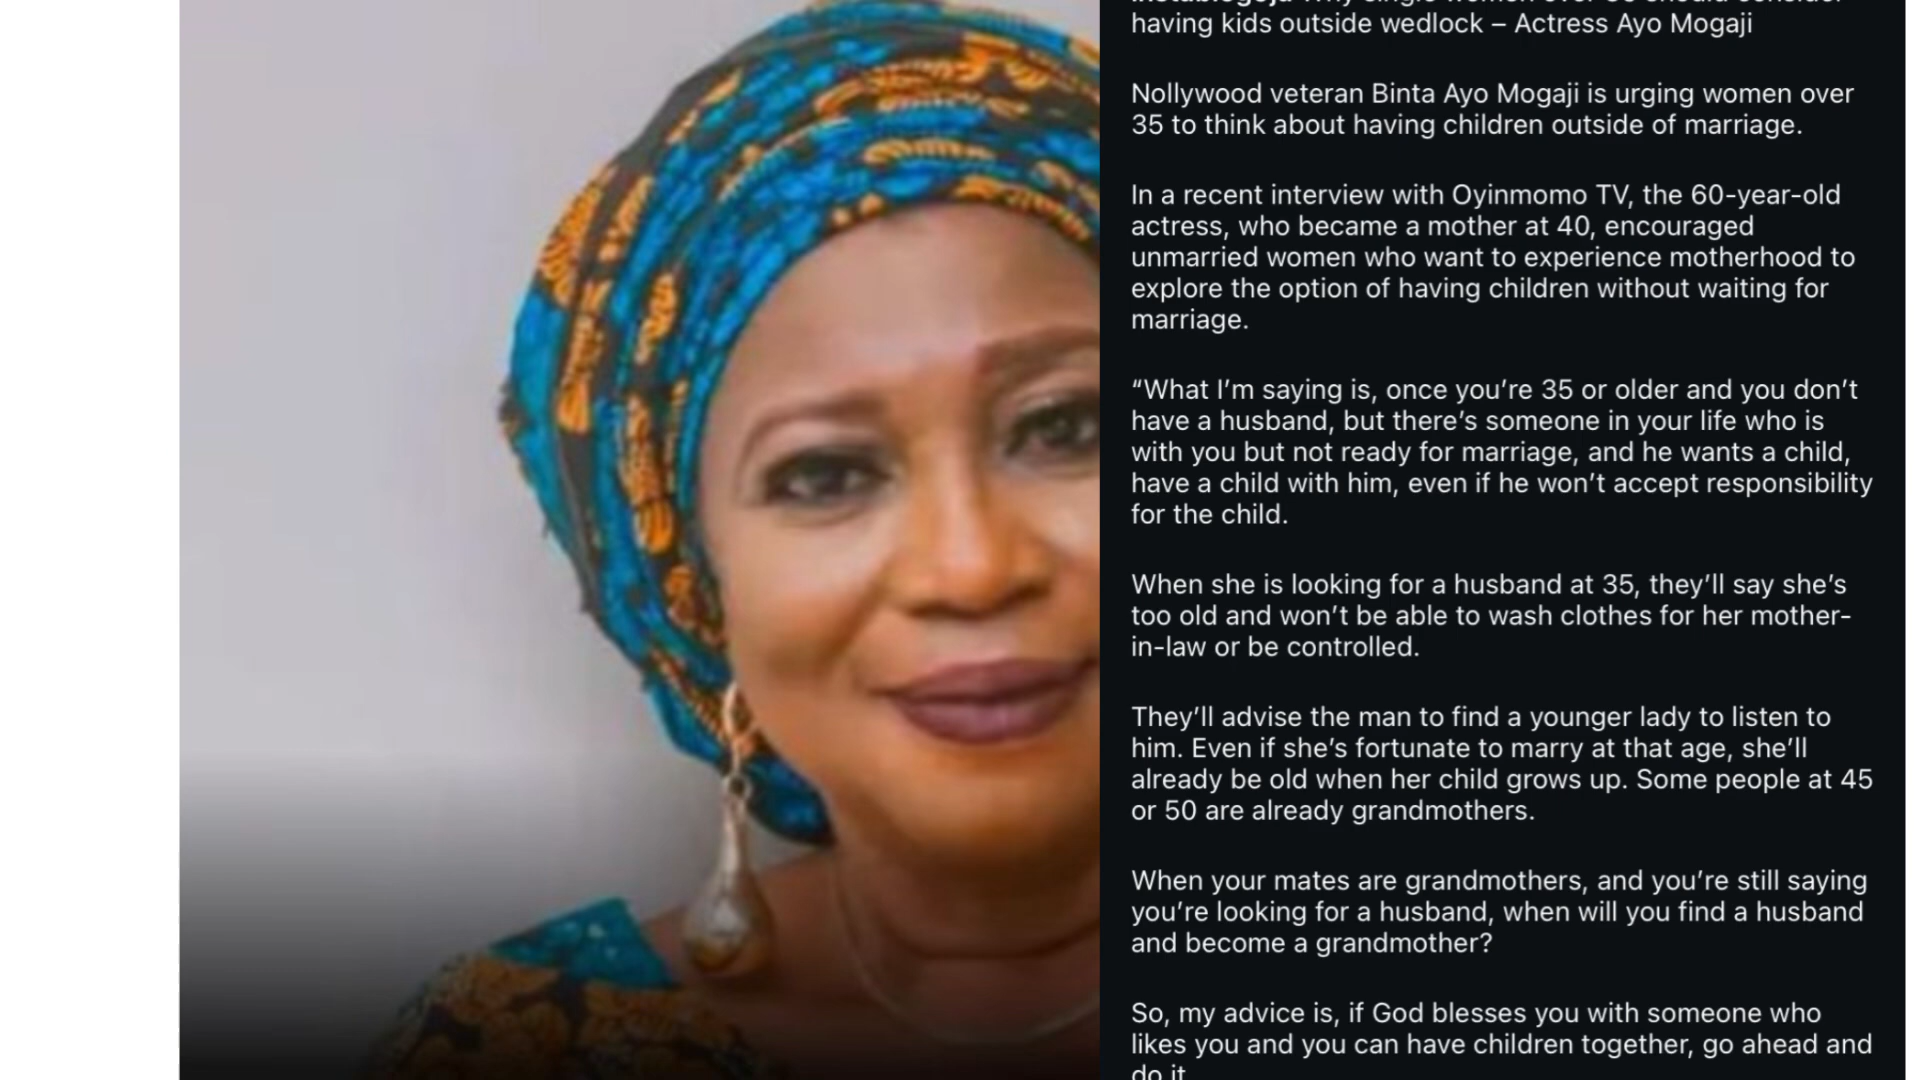 having kids outside wedlock – Actress Ayo Mogaji
Nollywood veteran Binta Ayo Mogaji is urging women over
35 to think about having children outside of marriage.
In a recent interview with Oyinmomo TV, the 60-year-old
actress, who became a mother at 40, encouraged
unmarried women who want to experience motherhood to
explore the option of having children without waiting for
marriage.
“What I’m saying is, once you’re 35 or older and you don’t
have a husband, but there’s someone in your life who is
with you but not ready for marriage, and he wants a child,
have a child with him, even if he won’t accept responsibility
for the child.
When she is looking for a husband at 35, they’ll say she’s
too old and won’t be able to wash clothes for her mother-
in-law or be controlled.
They’ll advise the man to find a younger lady to listen to
him. Even if she’s fortunate to marry at that age, she’ll
already be old when her child grows up. Some people at 45
or 50 are already grandmothers.
When your mates are grandmothers, and you’re still saying
you’re looking for a husband, when will you find a husband
and become a grandmother?
So, my advice is, if God blesses you with someone who
likes you and you can have children together, go ahead and
do it